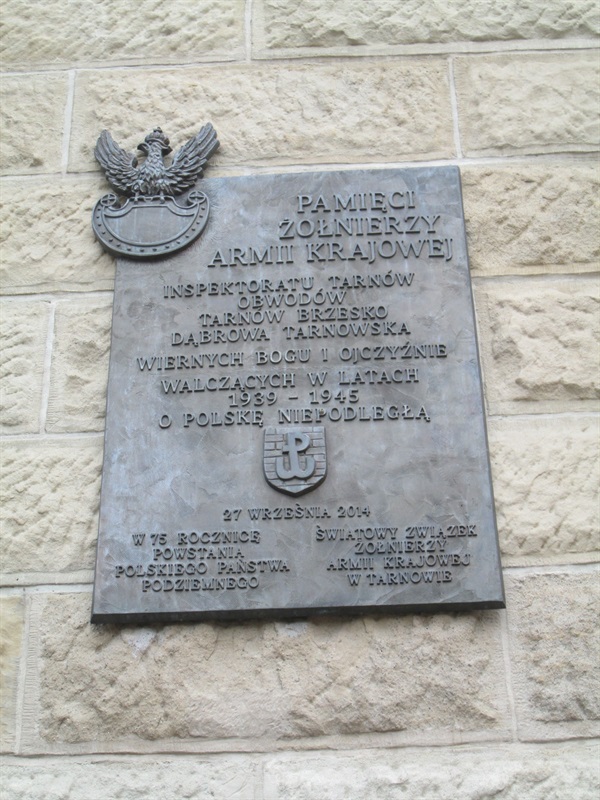 PAMIĘCI
ŻOŁNIERZY
ARMII KRAJOWEJ
INSPEKTORATU TARNÓW
OBWODÓW
TARNÓW BRZESKO
DĄBROWA TARNOWSKA
WIERNYCH BOGU I OJCZYŹNIE
WALCZĄCYCH W LATACH
1939 - 1945
O POLSKĘ NIEPODLEGŁĄ
27 WRZEŚNIA 2014
W 75 ROCZNICĘ
POWSTANIA
POLSKIEGO PAŃSTWA
PODZIEMNEGO
ŚWIATOWY ZWIĄZEK
ŻOŁNIERZY
ARMII KRAJOWEJ
W TARNOWIE